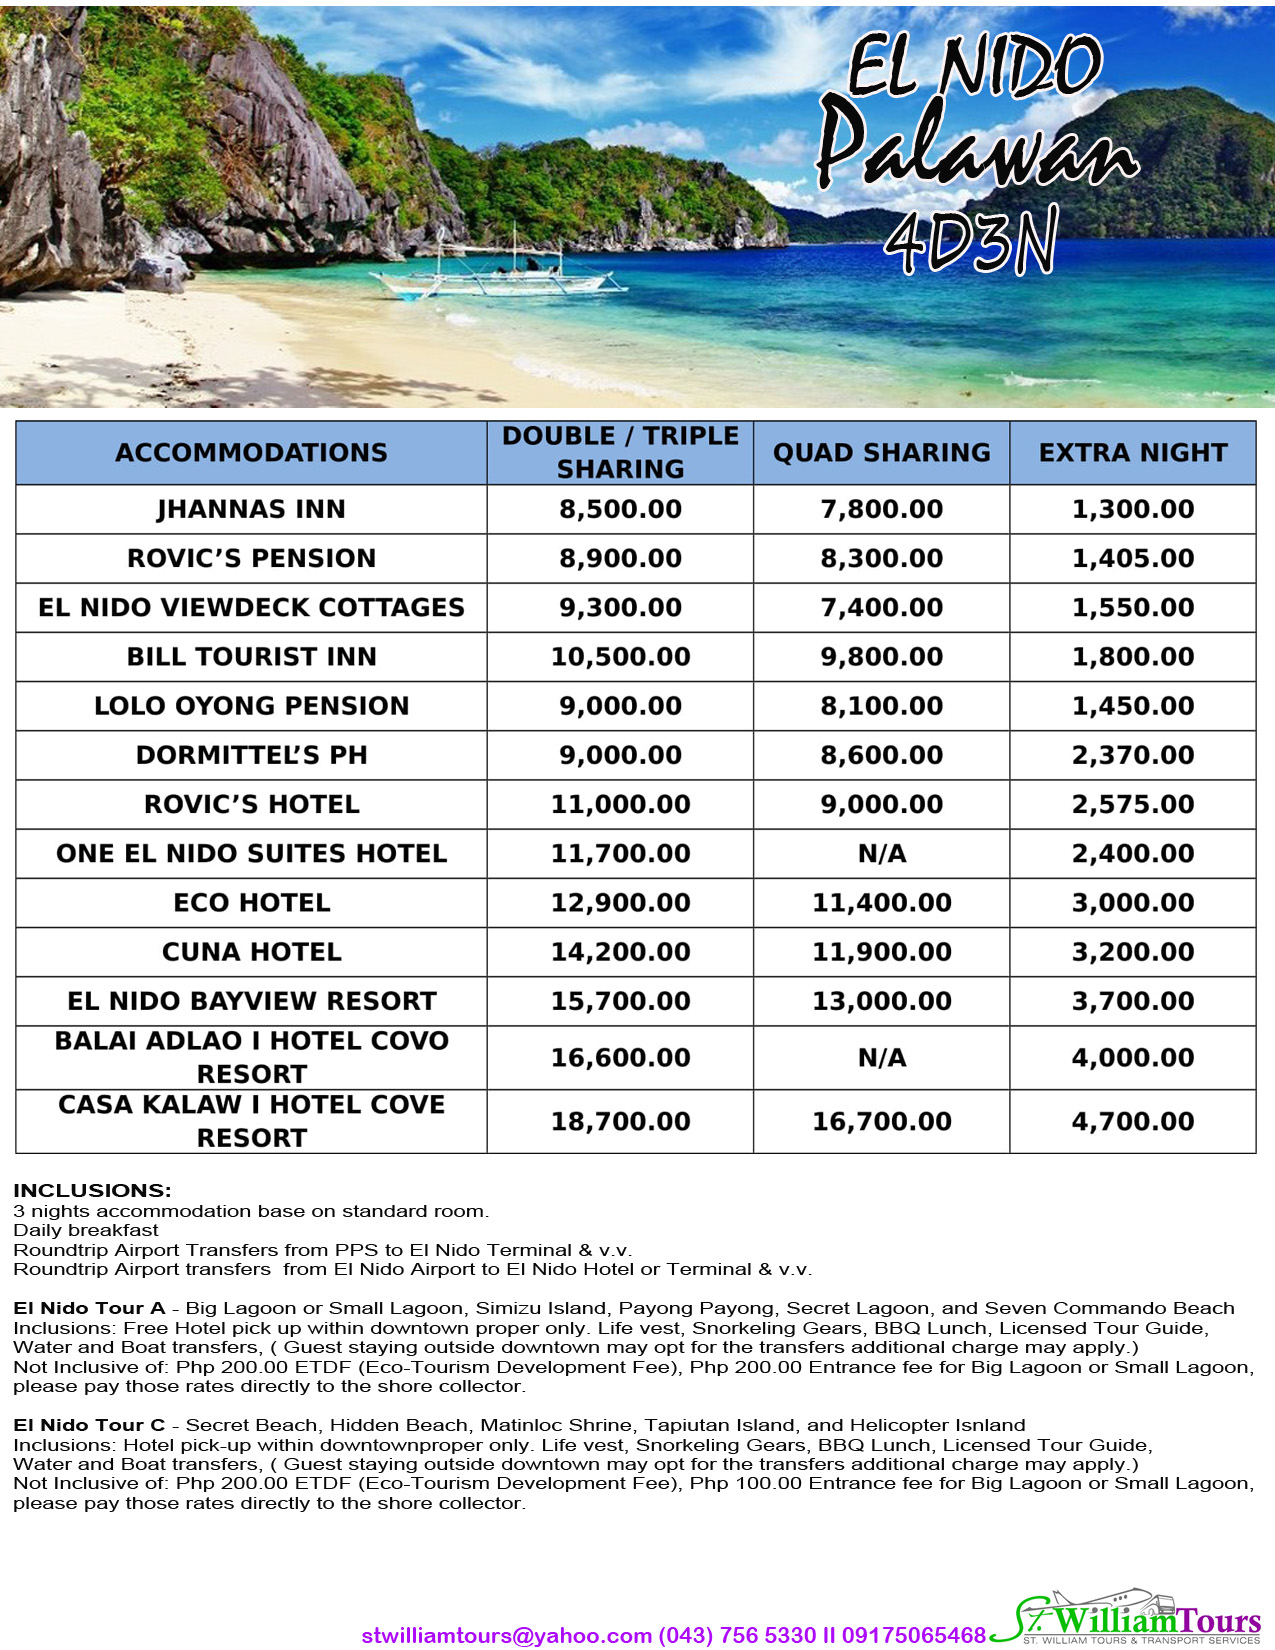 EL NIDO
Palawan
4D3N
ACCOMMODATIONS DOUBLE / TRIPLE SHARING QUAD SHARING EXTRA NIGHT
JHANNAS INN 8,500.00 7,800.00 1,300.00
ROVIC’S PENSION 8,900.00 8,300.00 1,405.00
EL NIDO VIEWDECK COTTAGES 9,300.00 7,400.00 1,550.00
BILL TOURIST INN 10,500.00 9,800.00 1,800.00
LOLO OYONG PENSION 9,000.00 8,100.00 1,450.00
DORMITTEL’S PH 9,000.00 8,600.00 2,370.00
ROVIC’S HOTEL 11,000.00 9,000.00 2,575.00
ONE EL NIDO SUITES HOTEL 11,700.00 N/A 2,400.00
ECO HOTEL 12,900.00 11,400.00 3,000.00
CUNA HOTEL 14,200.00 11,900.00 3,200.00
EL NIDO BAYVIEW RESORT 15,700.00 13,000.00 3,700.00
BALAI ADLAO I HOTEL COVO RESORT 16,600.00 N/A 4,000.00
CASA KALAW I HOTEL COVE RESORT 18,700.00 16,700.00 4,700.00
INCLUSIONS:
3 nights accommodation base on standard room.
Daily breakfast
Roundtrip Airport Transfers from PPS to El Nido Terminal & v.v.
Roundtrip Airport transfers  from El Nido Airport to El Nido Hotel or Terminal & v.v.
El Nido Tour A - Big Lagoon or Small Lagoon, Simizu Island, Payong Payong, Secret Lagoon, and Seven Commando Beach
Inclusions: Free Hotel pick up within downtown proper only. Life vest, Snorkeling Gears, BBQ Lunch, Licensed Tour Guide,
Water and Boat transfers, ( Guest staying outside downtown may opt for the transfers additional charge may apply.)
Not Inclusive of: Php 200.00 ETDF (Eco-Tourism Development Fee), Php 200.00 Entrance fee for Big Lagoon or Small Lagoon,
please pay those rates directly to the shore collector.
El Nido Tour C - Secret Beach, Hidden Beach, Matinloc Shrine, Tapiutan Island, and Helicopter Isnland
Inclusions: Hotel pick-up within downtownproper only. Life vest, Snorkeling Gears, BBQ Lunch, Licensed Tour Guide,
Water and Boat transfers, ( Guest staying outside downtown may opt for the transfers additional charge may apply.)
Not Inclusive of: Php 200.00 ETDF (Eco-Tourism Development Fee), Php 100.00 Entrance fee for Big Lagoon or Small Lagoon,
please pay those rates directly to the shore collector.
stwilliamtours@yahoo.com (043) 756 5330 II 09175065468
St. WilliamTours
ST. WILLIAM TOURS & TRANSPORT SERVICES